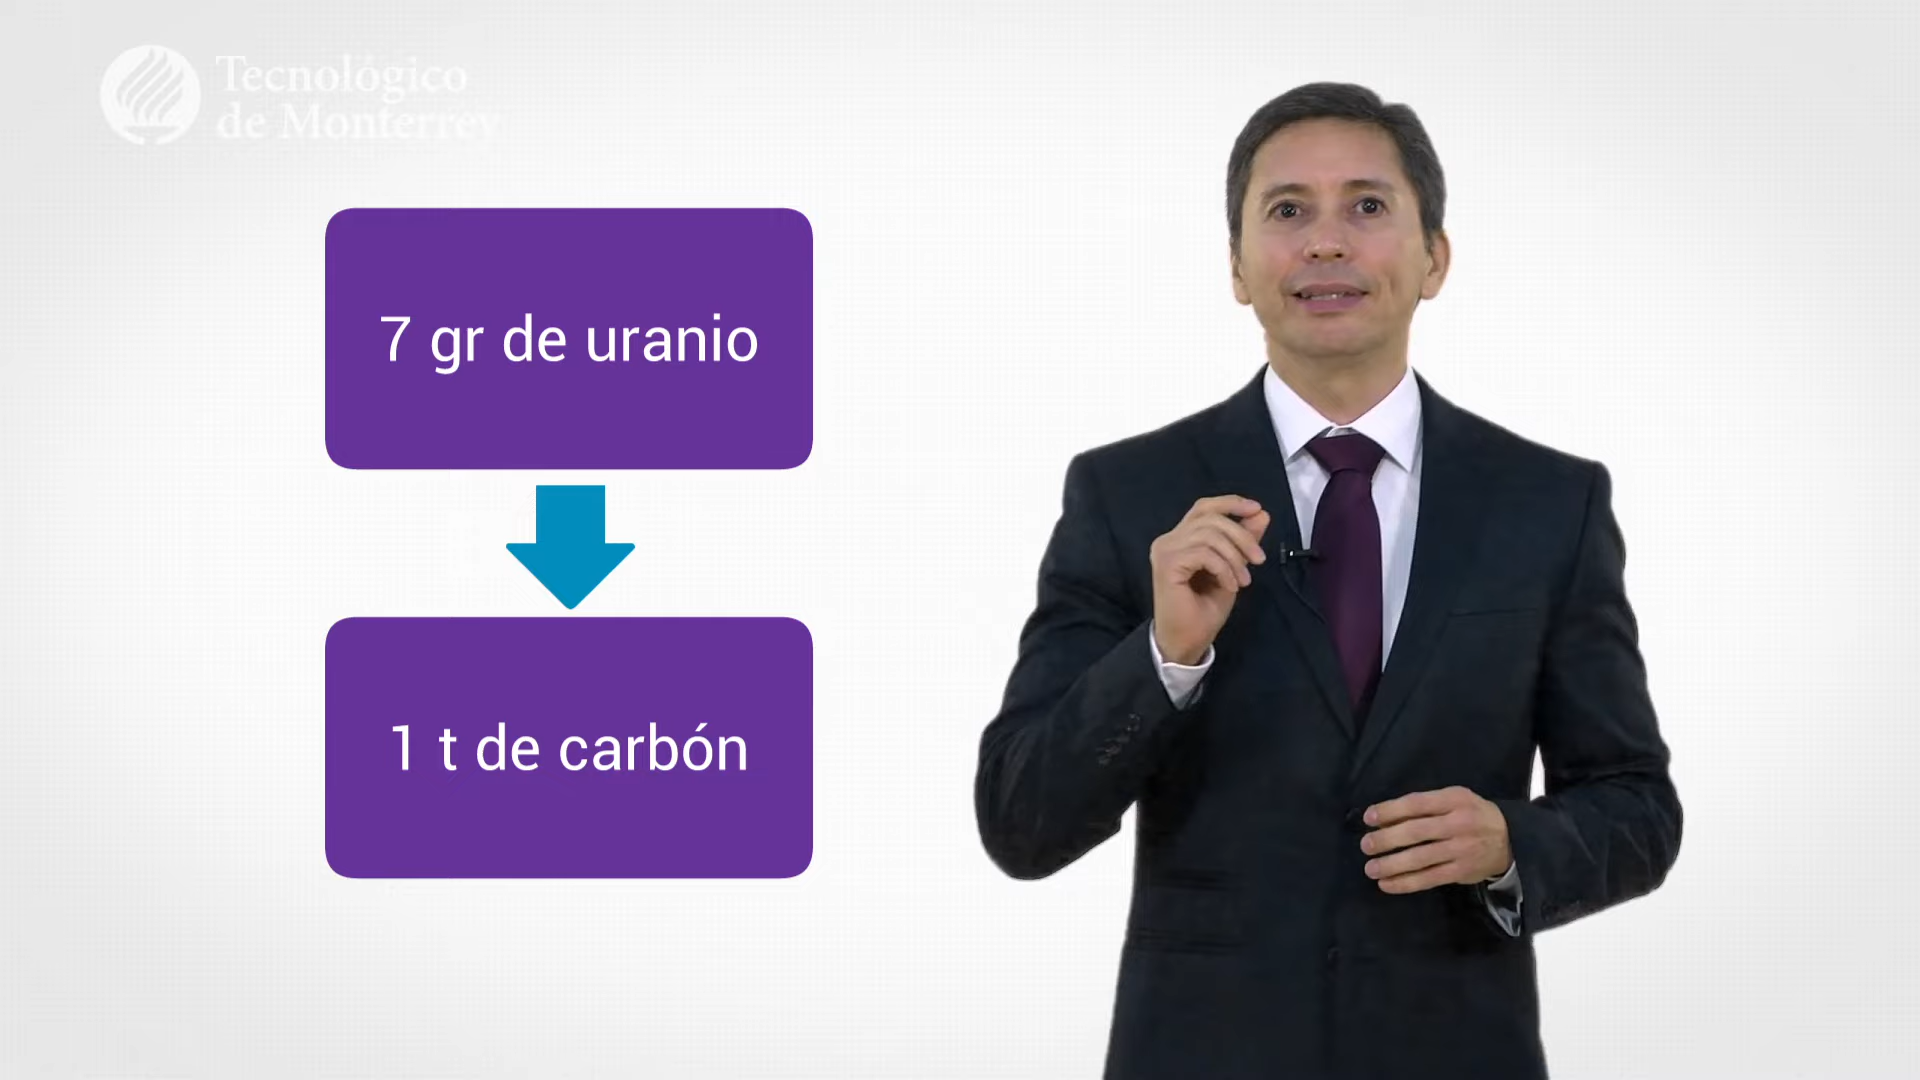 Tecnológico
de Monterrey
7 gr de uranio
1 t de carbón